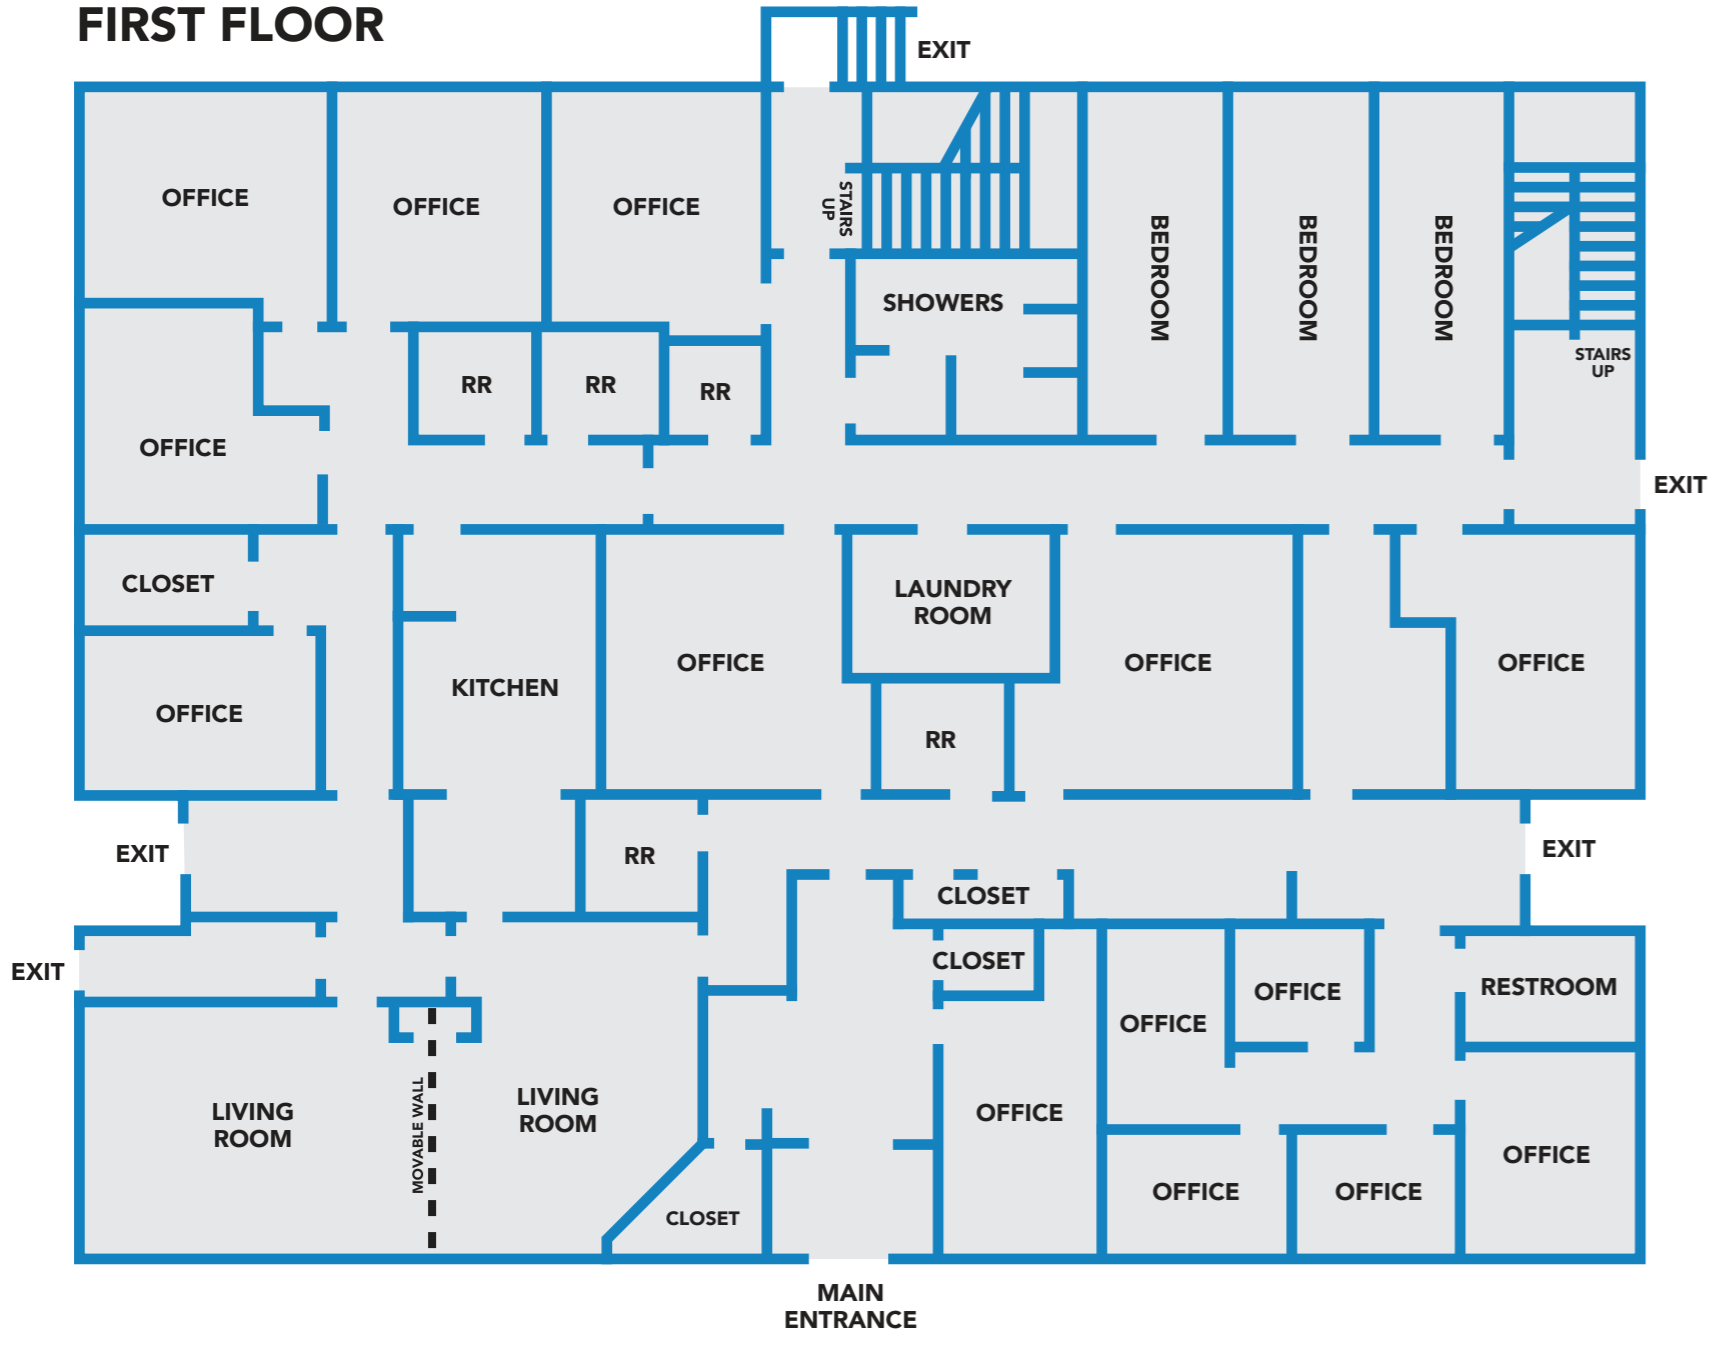 FIRST FLOOR
EXIT
OFFICE
OFFICE
OFFICE
STAIRS
UP
BEDROOM
BEDROOM
BEDROOM
SHOWERS
STAIRS
UP
RR
RR
RR
OFFICE
EXIT
CLOSET
LAUNDRY
ROOM
OFFICE
OFFICE
OFFICE
KITCHEN
OFFICE
RR
EXIT
RR
EXIT
CLOSET
CLOSET
EXIT
OFFICE
RESTROOM
OFFICE
LIVING
ROOM
MOVABLE WALL
LIVING
ROOM
OFFICE
OFFICE
CLOSET
OFFICE
OFFICE
MAIN
ENTRANCE